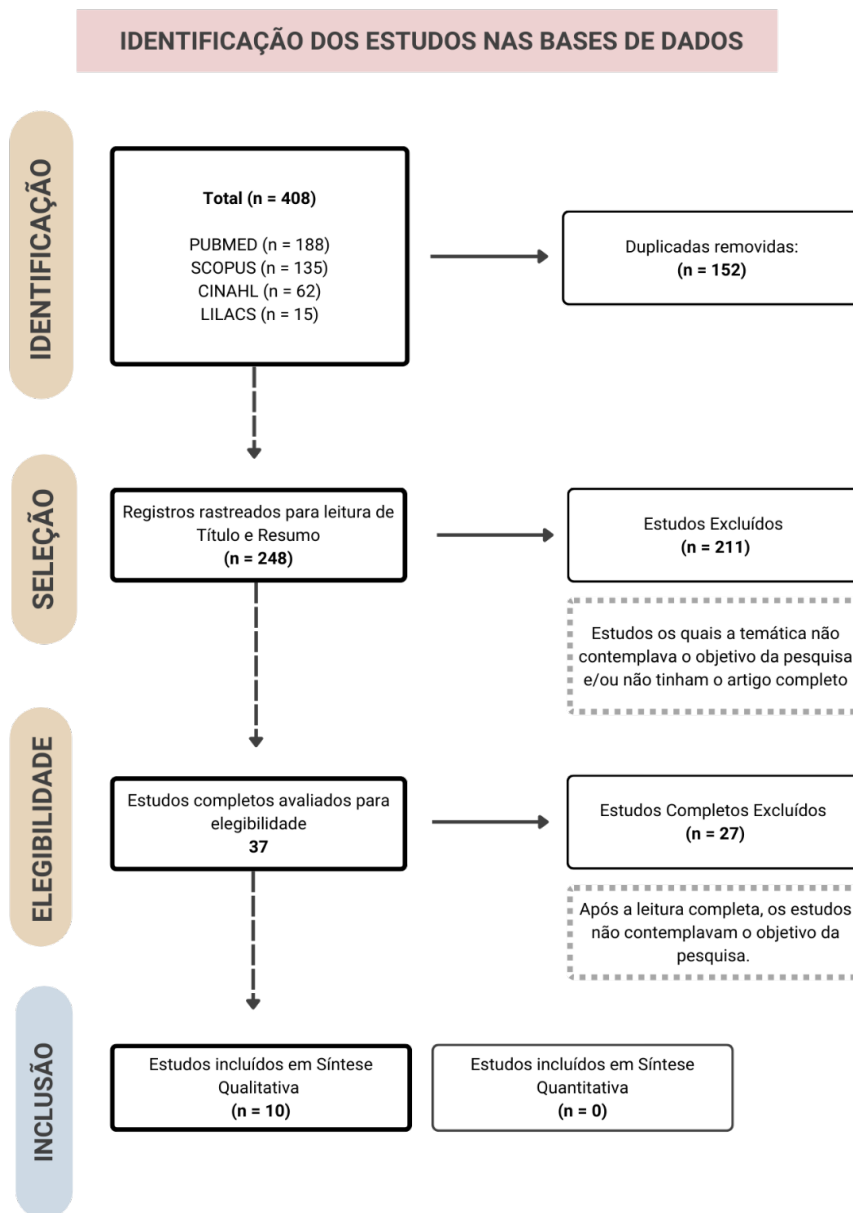 IDENTIFICAÇÃO DOS ESTUDOS NAS BASES DE DADOS
IDENTIFICAÇÃO
Total (n = 408)
PUBMED (n = 188)
SCOPUS (n = 135)
CINAHL (n = 62)
LILACS (n = 15)
Duplicadas removidas:
(n = 152)
SELEÇÃO
Registros rastreados para leitura de
Título e Resumo
(n = 248)
Estudos Excluídos
(n = 211)
Estudos os quais a temática não
contemplava o objetivo da pesquisa
e/ou não tinham o artigo completo
ELEGIBILIDADE
Estudos completos avaliados para
elegibilidade
37
Estudos Completos Excluídos
(n = 27)
Após a leitura completa, os estudos
não contemplavam o objetivo da
pesquisa.
INCLUSÃO
Estudos incluídos em Síntese
Qualitativa
(n = 10)
Estudos incluídos em Síntese
Quantitativa
(n = 0)